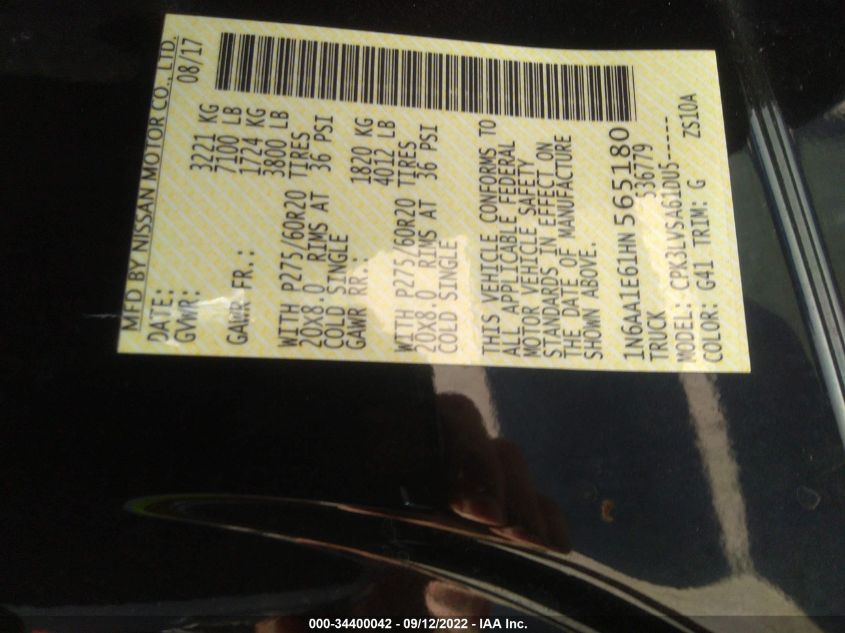 MFD BY NISSAN MOTOR CO., LTD.
DATE: 08/17
GVWR: 3221 KG
7100 LB
GAWR FR.: 1724 KG
3800 LB
WITH P275/60R20 TIRES
20X8.0 RIMS AT 36 PSI
COLD SINGLE
GAWR RR.: 1820 KG
4012 LB
WITH P275/60R20 TIRES
20X8.0 RIMS AT 36 PSI
COLD SINGLE
THIS VEHICLE CONFORMS TO
ALL APPLICABLE FEDERAL
MOTOR VEHICLE SAFETY
STANDARDS IN EFFECT ON
THE DATE OF MANUFACTURE
SHOWN ABOVE.
1N6AA1E61HN565180
TRUCK 336779
MODEL: CPK3LVSA61DUS-----
COLOR: G41 TRIM: G ZS10A
000-34400042 - 09/12/2022 - IAA Inc.